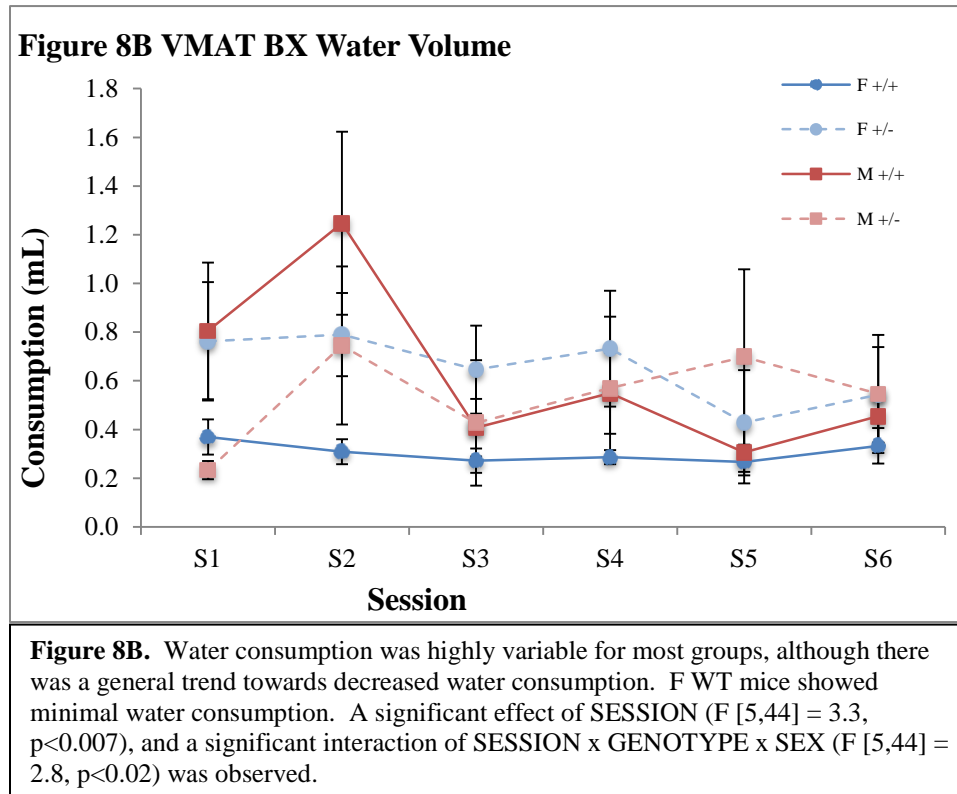 Figure 8B VMAT BX Water Volume
1.8
1.6
1.4
1.2
1.0
0.8
0.6
0.4
0.2
0.0
Consumption (mL)
F +/+
F +/-
M +/+
M +/-
S1 S2 S3 S4 S5 S6
Session
Figure 8B. Water consumption was highly variable for most groups, although there
was a general trend towards decreased water consumption. F WT mice showed
minimal water consumption. A significant effect of SESSION (F [5,44] = 3.3,
p<0.007), and a significant interaction of SESSION x GENOTYPE x SEX (F [5,44] =
2.8, p<0.02) was observed.